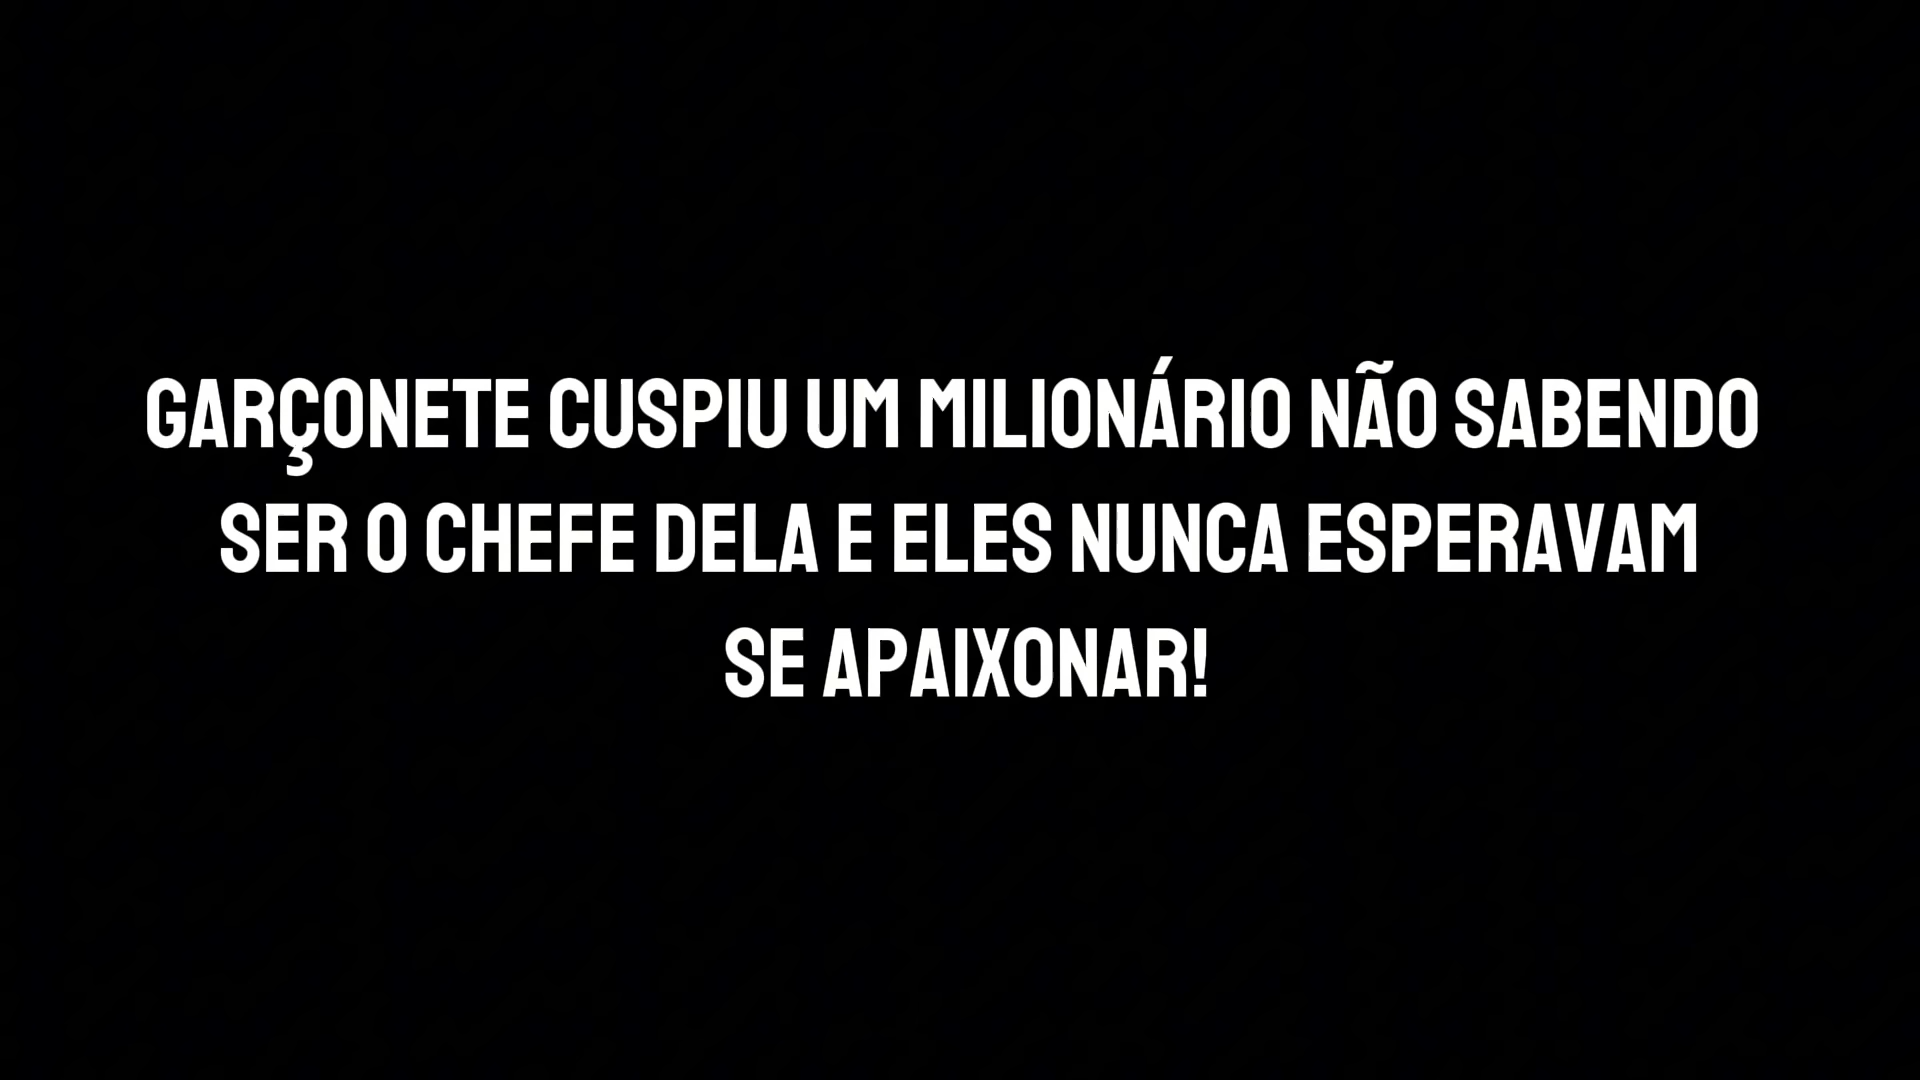 GARÇONETE CUSPIU UM MILIONÁRIO NÃO SABENDO
SER O CHEFE DELA E ELES NUNCA ESPERAVAM
SE APAIXONAR!